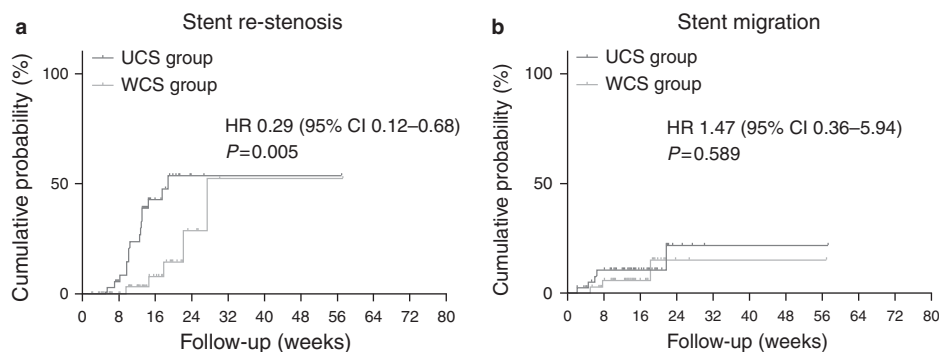 a
Stent re-stenosis
UCS group
WCS group
HR 0.29 (95% CI 0.12–0.68)
P=0.005
Cumulative probability (%)
100
50
0
0 8 16 24 32 40 48 56 64 72 80
Follow-up (weeks)
b
Stent migration
UCS group
WCS group
HR 1.47 (95% CI 0.36–5.94)
P=0.589
Cumulative probability (%)
100
50
0
0 8 16 24 32 40 48 56 64 72 80
Follow-up (weeks)